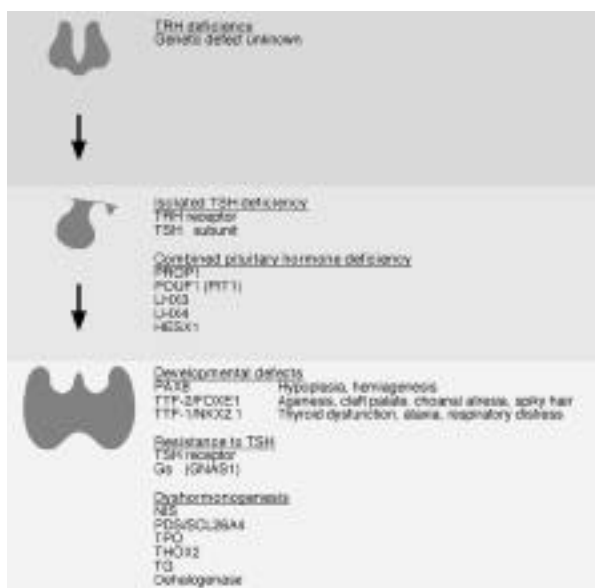 TRH deficiency
Genetic defect unknown
Isolated TSH deficiency
TRH receptor
TSH subunit
Combined pituitary hormone deficiency
PROP1
POUF1 (PIT1)
LHX3
LHX4
HESX1
Developmental defects
PAX8 Hypoplasia, hemiagenesis
TTF-2/FOXE1 Agenesis, cleft palate, choanal atresia, spiky hair
TTF-1/NKX2.1 Thyroid dysfunction, ataxia, respiratory distress
Resistance to TSH
TSH receptor
Gs (GNAS1)
Dyshormonogenesis
NIS
PDS/SCL26A4
TPO
THOX2
TG
Dehalogenase